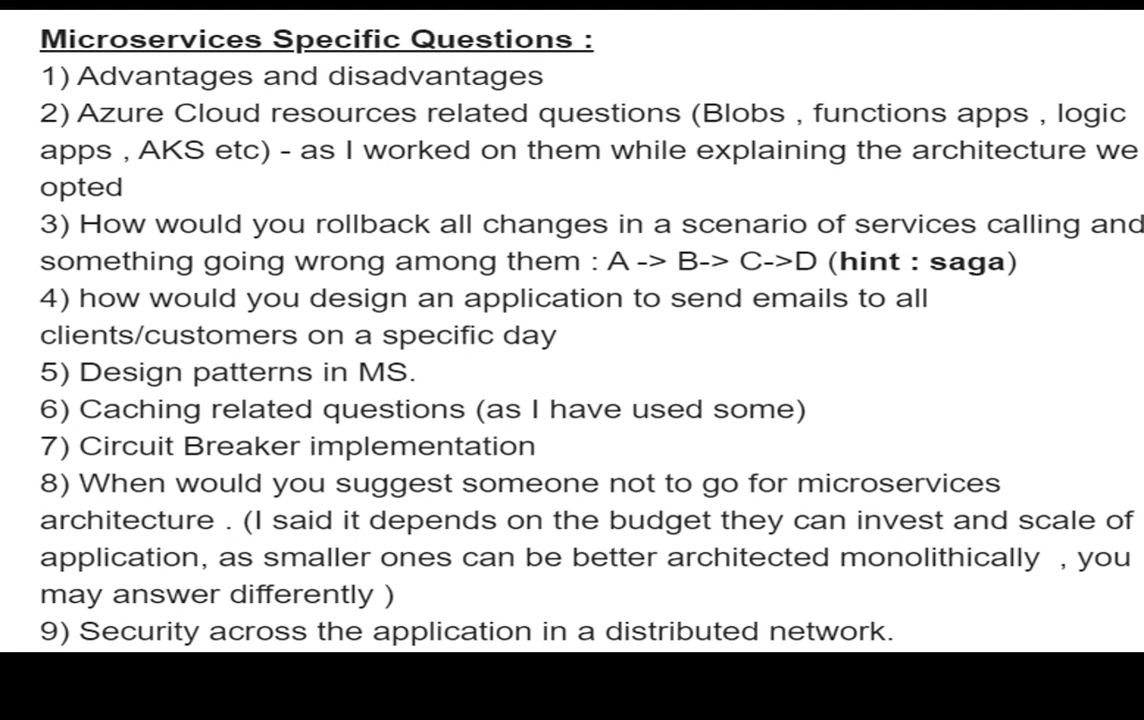 Microservices Specific Questions :
1) Advantages and disadvantages
2) Azure Cloud resources related questions (Blobs , functions apps , logic
apps , AKS etc) - as I worked on them while explaining the architecture we
opted
3) How would you rollback all changes in a scenario of services calling and
something going wrong among them : A -> B-> C->D (hint : saga)
4) how would you design an application to send emails to all
clients/customers on a specific day
5) Design patterns in MS.
6) Caching related questions (as I have used some)
7) Circuit Breaker implementation
8) When would you suggest someone not to go for microservices
architecture . (I said it depends on the budget they can invest and scale of
application, as smaller ones can be better architected monolithically , you
may answer differently )
9) Security across the application in a distributed network.